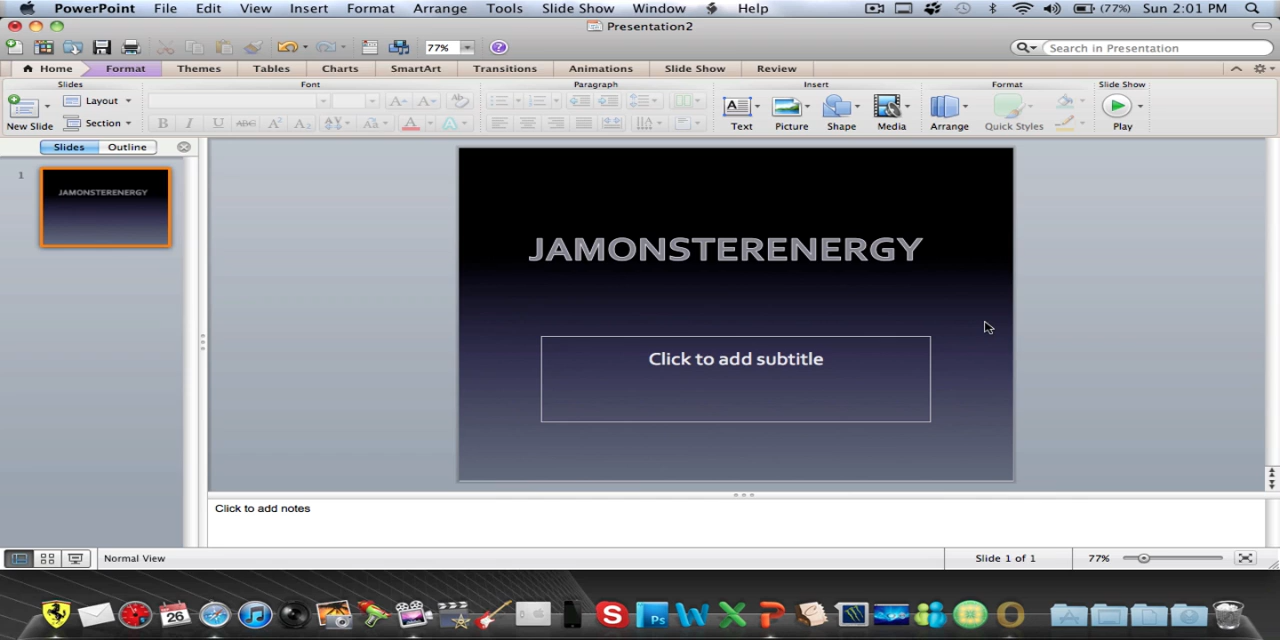 PowerPoint File Edit View Insert Format Arrange Tools Slide Show Window Help (77%) Sun 2:01 PM
Presentation2
77% Search in Presentation
Home Format Themes Tables Charts SmartArt Transitions Animations Slide Show Review
Slides Font Paragraph Insert Format Slide Show
New Slide Layout Section Text Picture Shape Media Arrange Quick Styles Play
B I U ABC A A Aa A A
Slides Outline
1
JAMONSTERENERGY
JAMONSTERENERGY
Click to add subtitle
Click to add notes
Normal View Slide 1 of 1 77%
26 S Ps W X P